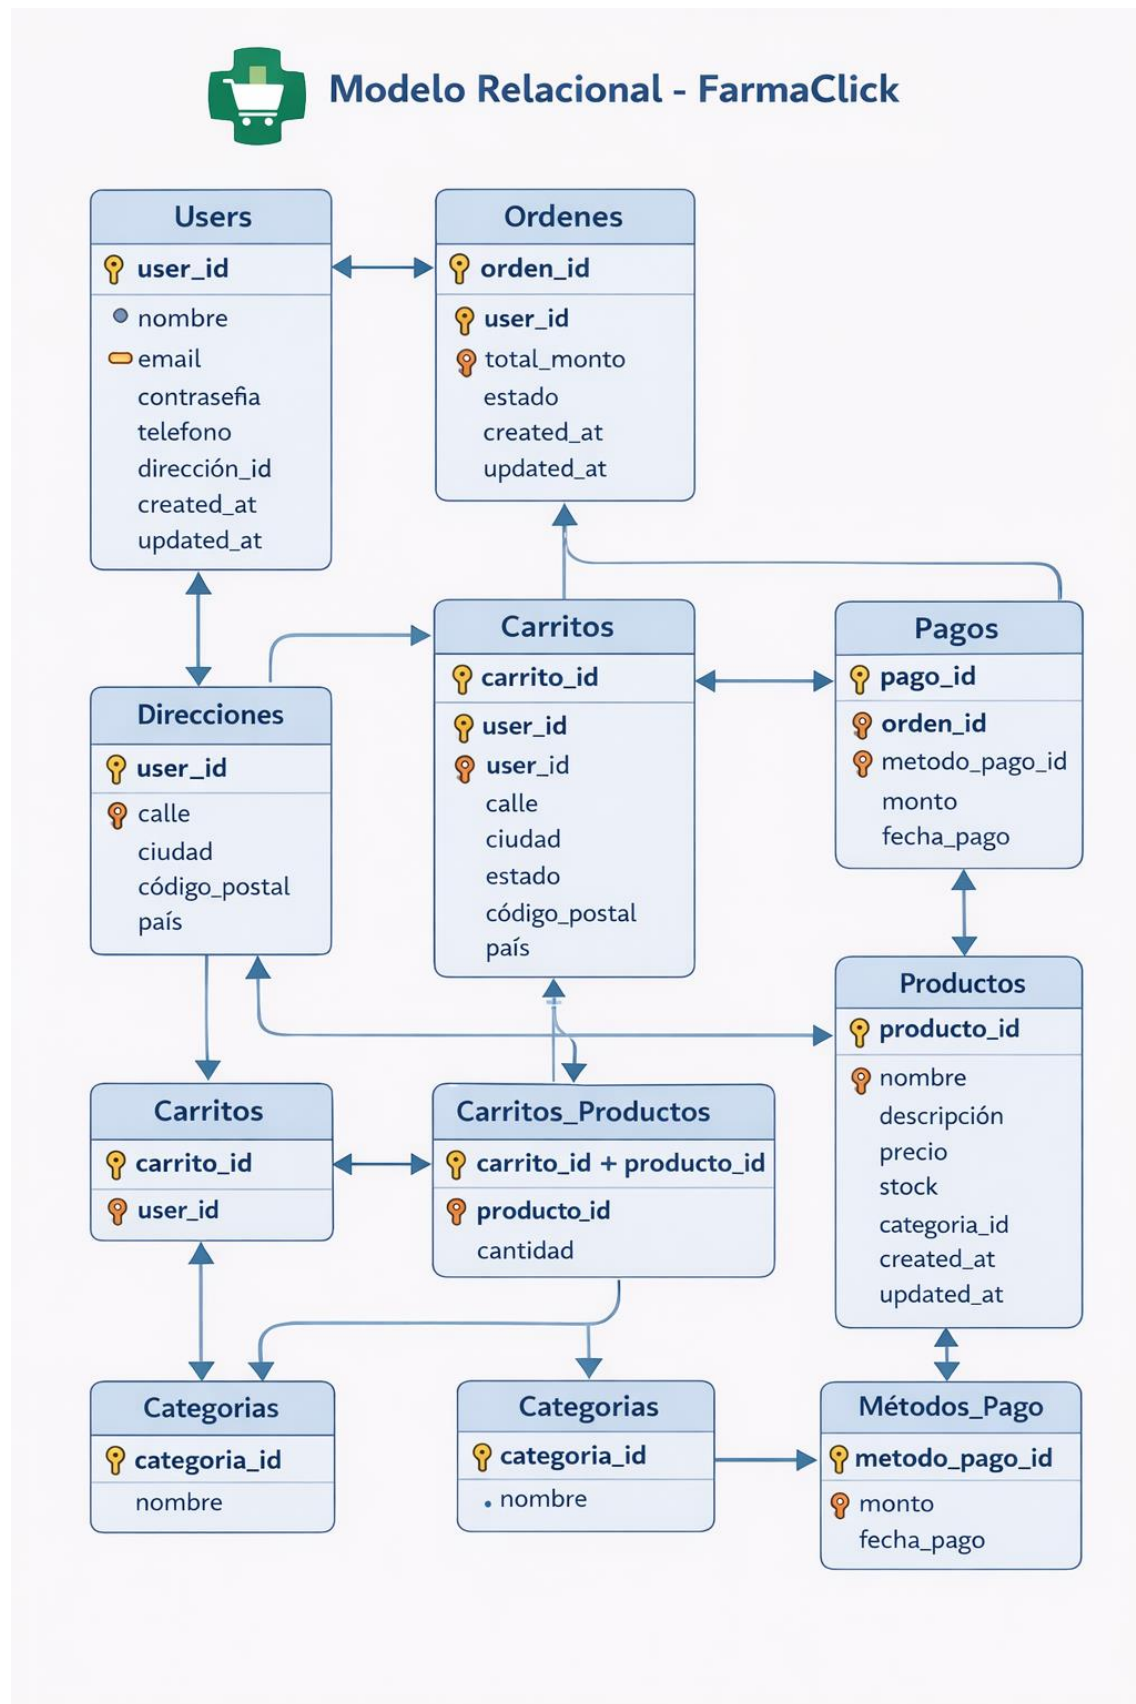 Modelo Relacional - FarmaClick
Users
user_id
nombre
email
contraseña
telefono
dirección_id
created_at
updated_at
Ordenes
orden_id
user_id
total_monto
estado
created_at
updated_at
Direcciones
user_id
calle
ciudad
código_postal
país
Carritos
carrito_id
user_id
user_id
calle
ciudad
estado
código_postal
país
Pagos
pago_id
orden_id
metodo_pago_id
monto
fecha_pago
Productos
producto_id
nombre
descripción
precio
stock
categoria_id
created_at
updated_at
Carritos
carrito_id
user_id
Carritos_Productos
carrito_id + producto_id
producto_id
cantidad
Categorias
categoria_id
nombre
Categorias
categoria_id
nombre
Métodos_Pago
metodo_pago_id
monto
fecha_pago